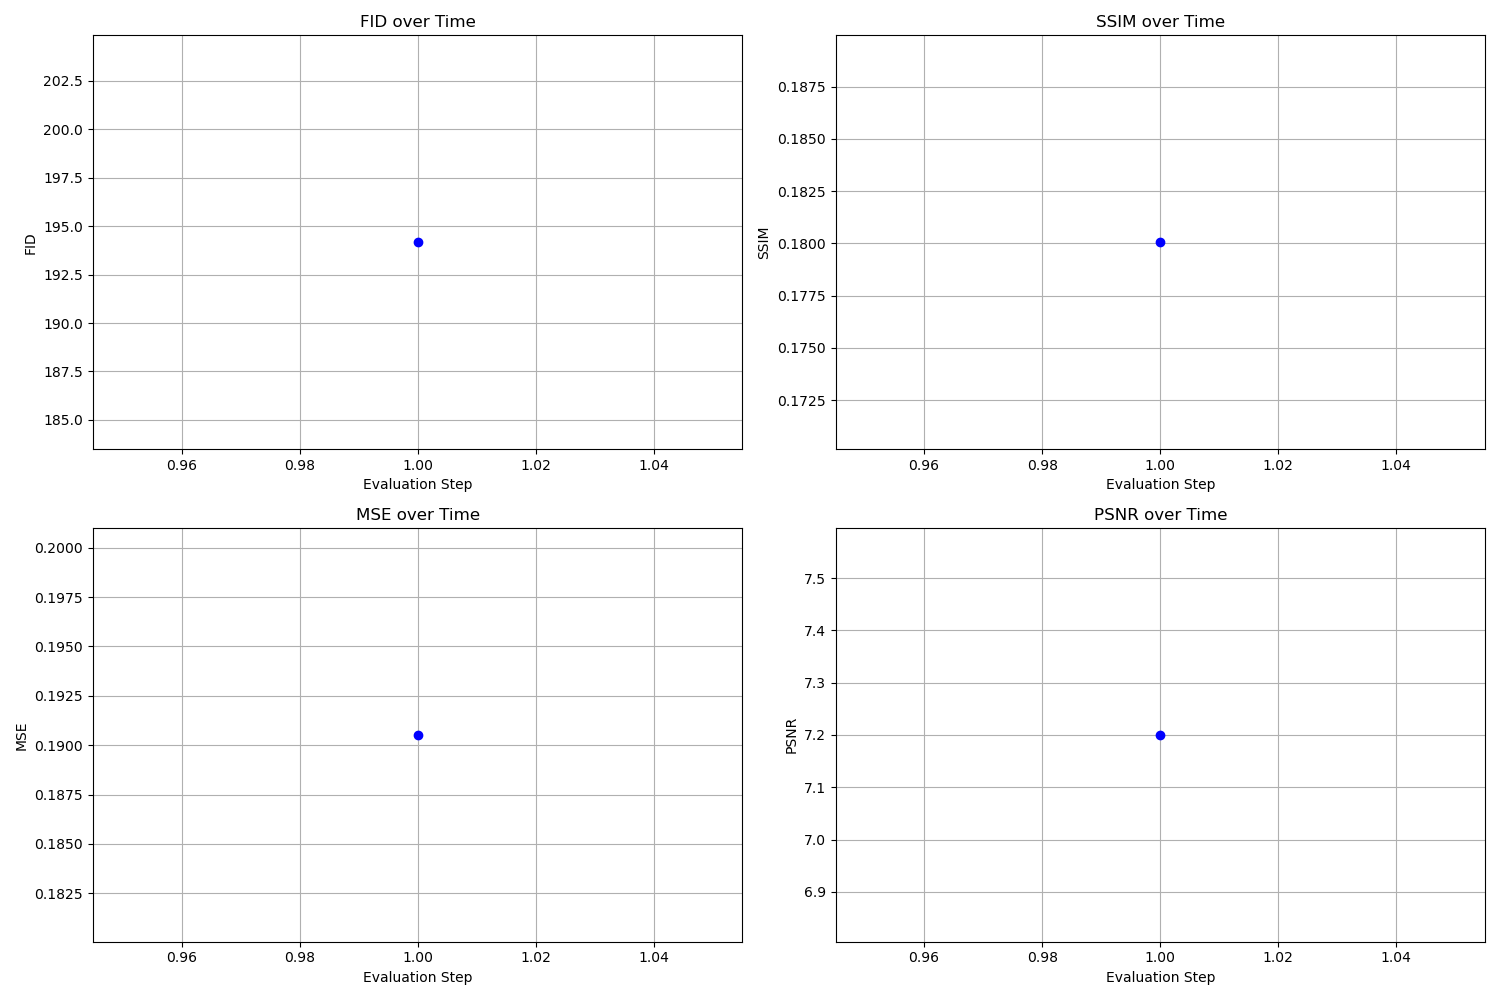 FID over Time
202.5
200.0
197.5
195.0
192.5
190.0
187.5
185.0
FID
0.96 0.98 1.00 1.02 1.04
Evaluation Step
SSIM over Time
0.1875
0.1850
0.1825
0.1800
0.1775
0.1750
0.1725
SSIM
0.96 0.98 1.00 1.02 1.04
Evaluation Step
MSE over Time
0.2000
0.1975
0.1950
0.1925
0.1900
0.1875
0.1850
0.1825
MSE
0.96 0.98 1.00 1.02 1.04
Evaluation Step
PSNR over Time
7.5
7.4
7.3
7.2
7.1
7.0
6.9
PSNR
0.96 0.98 1.00 1.02 1.04
Evaluation Step